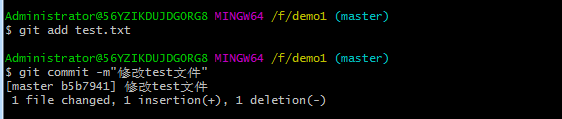 Administrator@56YZIKDUJDGORG8 MINGW64 /f/demo1 (master)
$ git add test.txt
Administrator@56YZIKDUJDGORG8 MINGW64 /f/demo1 (master)
$ git commit -m"修改test文件"
[master b5b7941] 修改test文件
1 file changed, 1 insertion(+), 1 deletion(-)